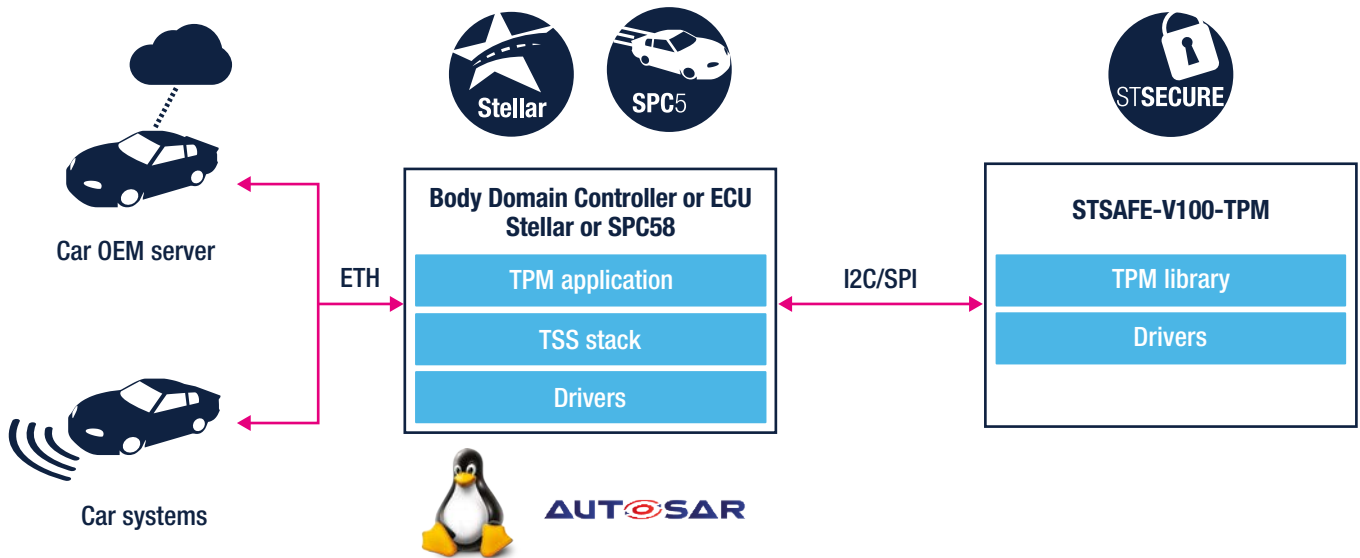 Stellar
SPC5
STSECURE
Car OEM server
ETH
Body Domain Controller or ECU
Stellar or SPC58
TPM application
TSS stack
Drivers
I2C/SPI
STSAFE-V100-TPM
TPM library
Drivers
Car systems
AUTOSAR